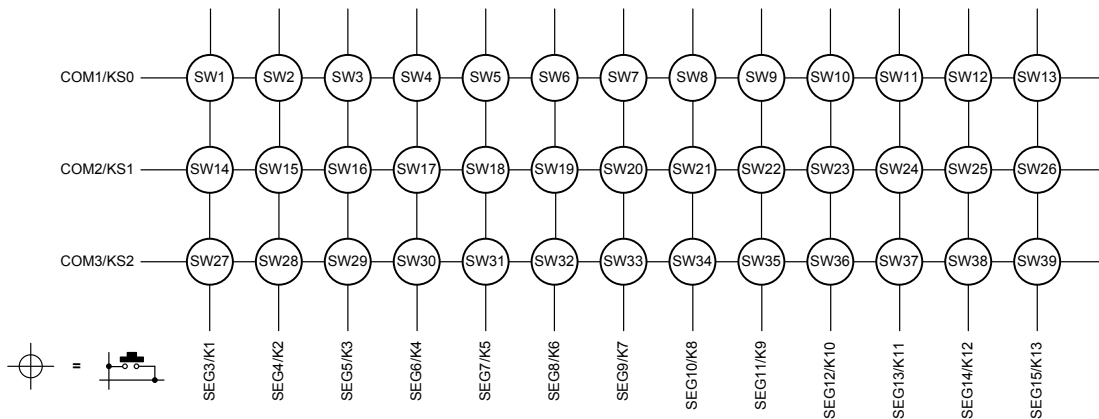 COM1/KS0 SW1 SW2 SW3 SW4 SW5 SW6 SW7 SW8 SW9 SW10 SW11 SW12 SW13
COM2/KS1 SW14 SW15 SW16 SW17 SW18 SW19 SW20 SW21 SW22 SW23 SW24 SW25 SW26
COM3/KS2 SW27 SW28 SW29 SW30 SW31 SW32 SW33 SW34 SW35 SW36 SW37 SW38 SW39
=
SEG3/K1
SEG4/K2
SEG5/K3
SEG6/K4
SEG7/K5
SEG8/K6
SEG9/K7
SEG10/K8
SEG11/K9
SEG12/K10
SEG13/K11
SEG14/K12
SEG15/K13